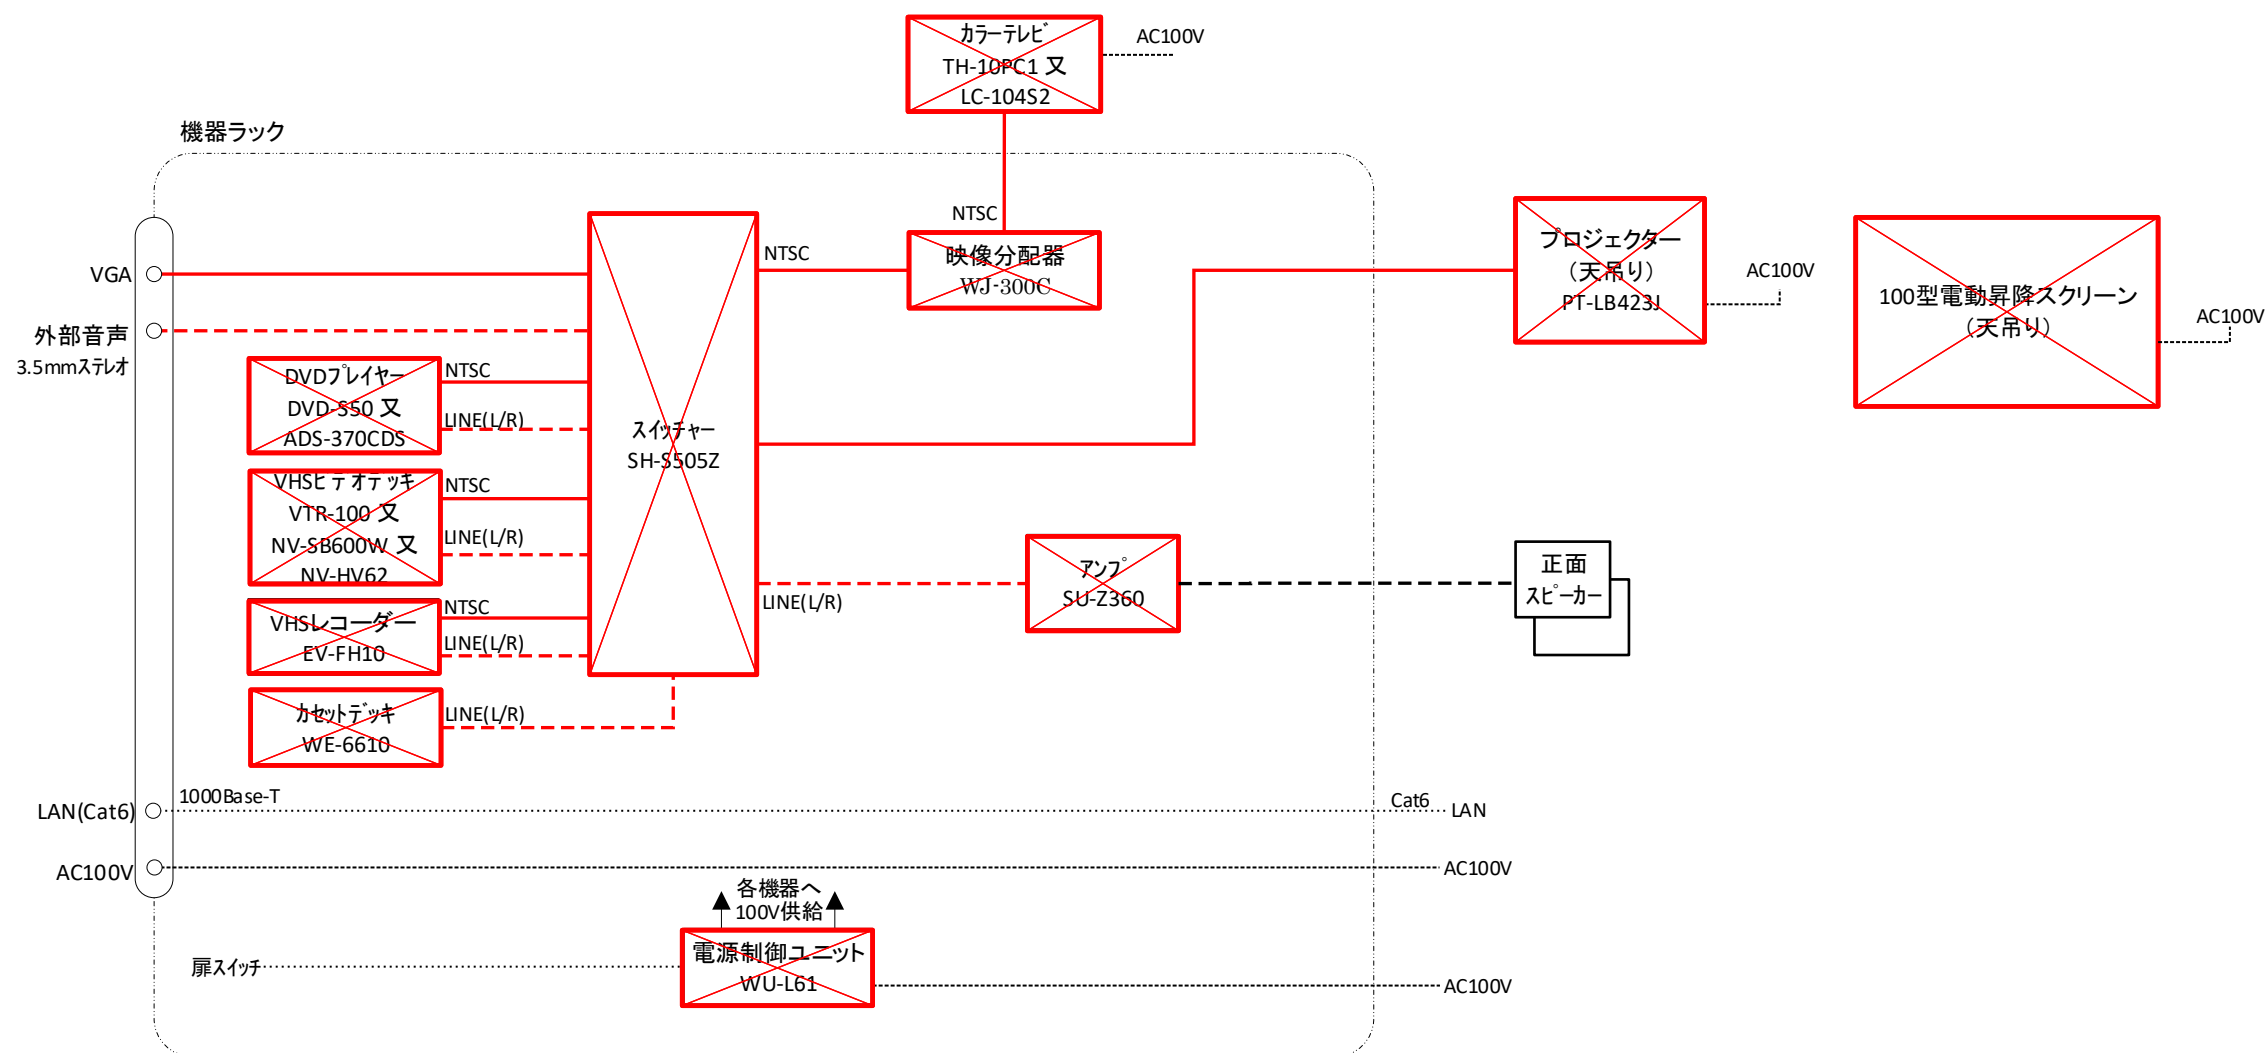 カラーテレビ
TH-10PC1 又
LC-104S2
AC100V
機器ラック
NTSC
VGA
NTSC
映像分配器
WJ-300C
プロジェクター
（天吊り）
PT-LB423J
AC100V
100型電動昇降スクリーン
（天吊り）
AC100V
外部音声
3.5mmステレオ
DVDプレイヤー
DVD-S50 又
ADS-370CDS
NTSC
LINE(L/R)
スイッチャー
SH-S505Z
VHSビデオデッキ
VTR-100 又
NV-SB600W 又
NV-HV62
NTSC
LINE(L/R)
VHSレコーダー
EV-FH10
NTSC
LINE(L/R)
LINE(L/R)
アンプ
SU-Z360
正面
スピーカー
カセットデッキ
WE-6610
LINE(L/R)
LAN(Cat6)
1000Base-T
Cat6
LAN
AC100V
AC100V
各機器へ
100V供給
扉スイッチ
電源制御ユニット
WU-L61
AC100V